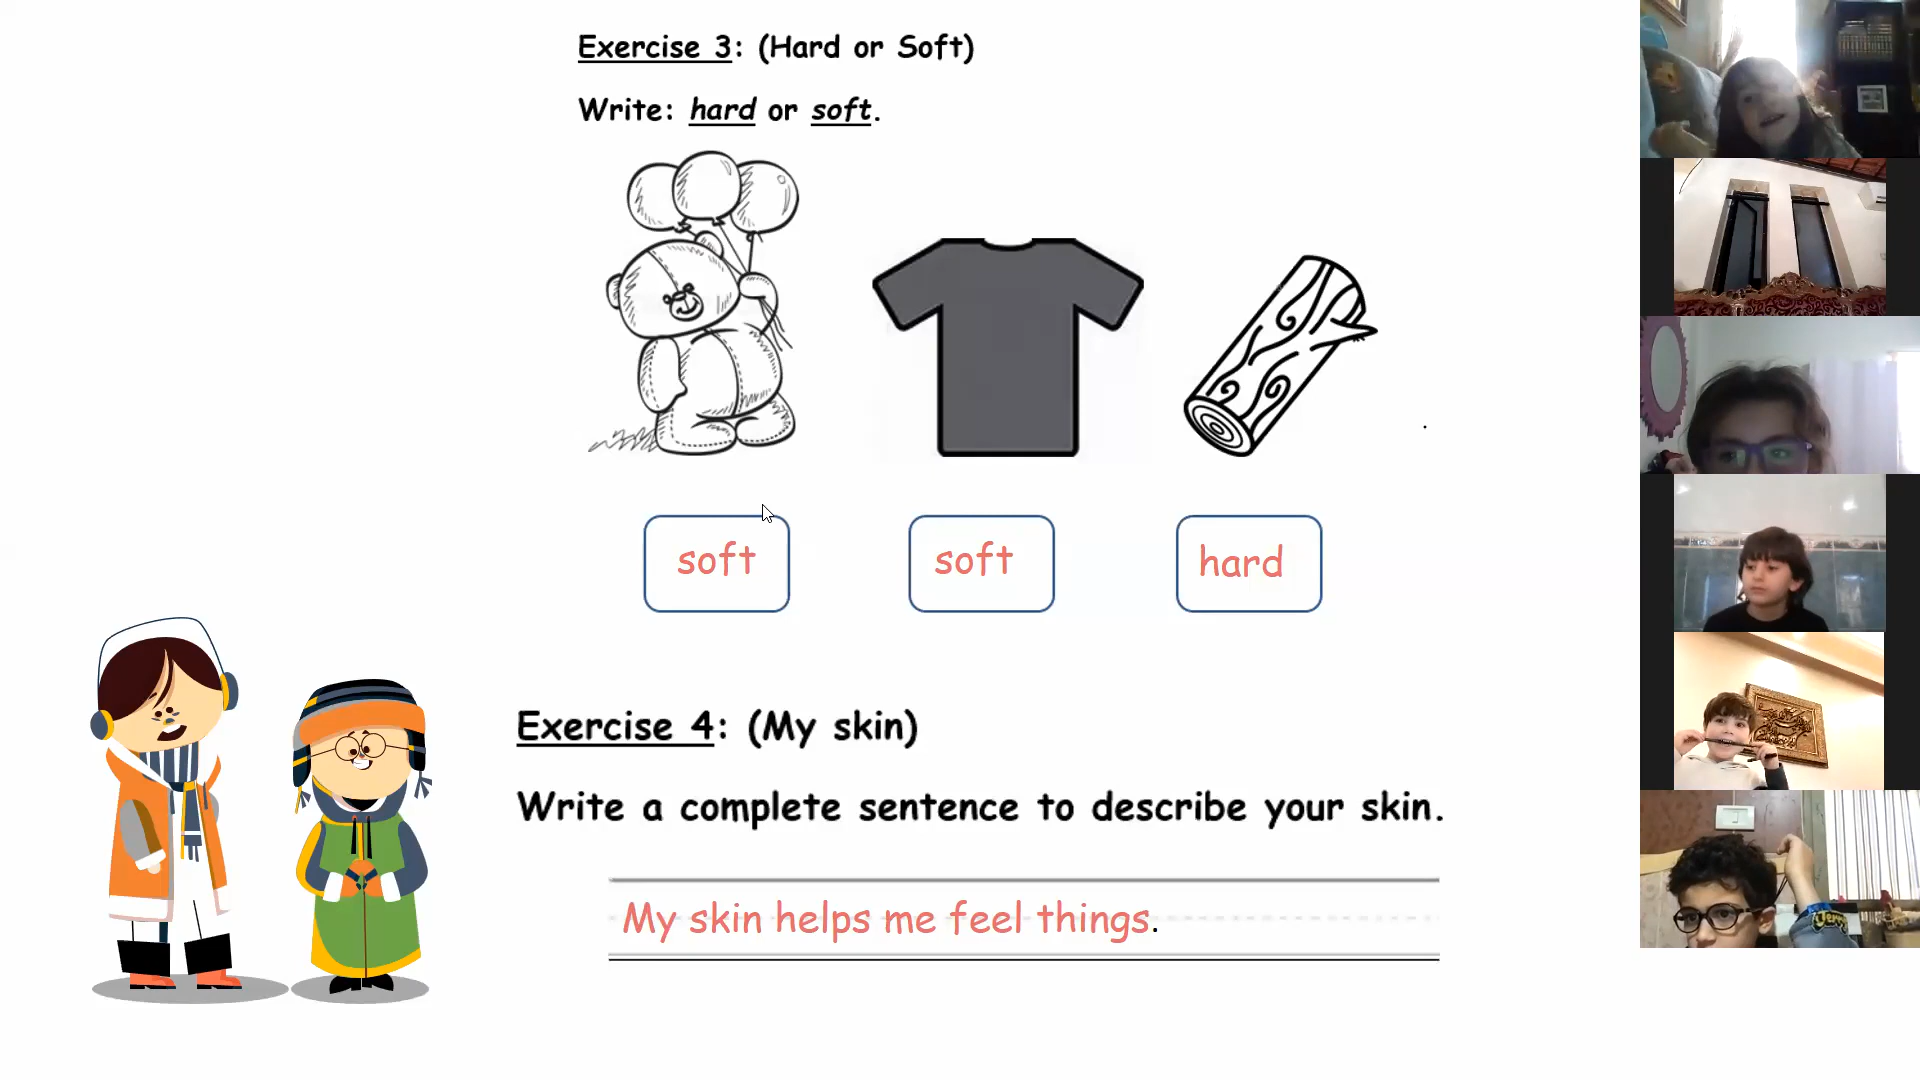 Exercise 3: (Hard or Soft)
Write: hard or soft.
soft
soft
hard
Exercise 4: (My skin)
Write a complete sentence to describe your skin.
My skin helps me feel things.